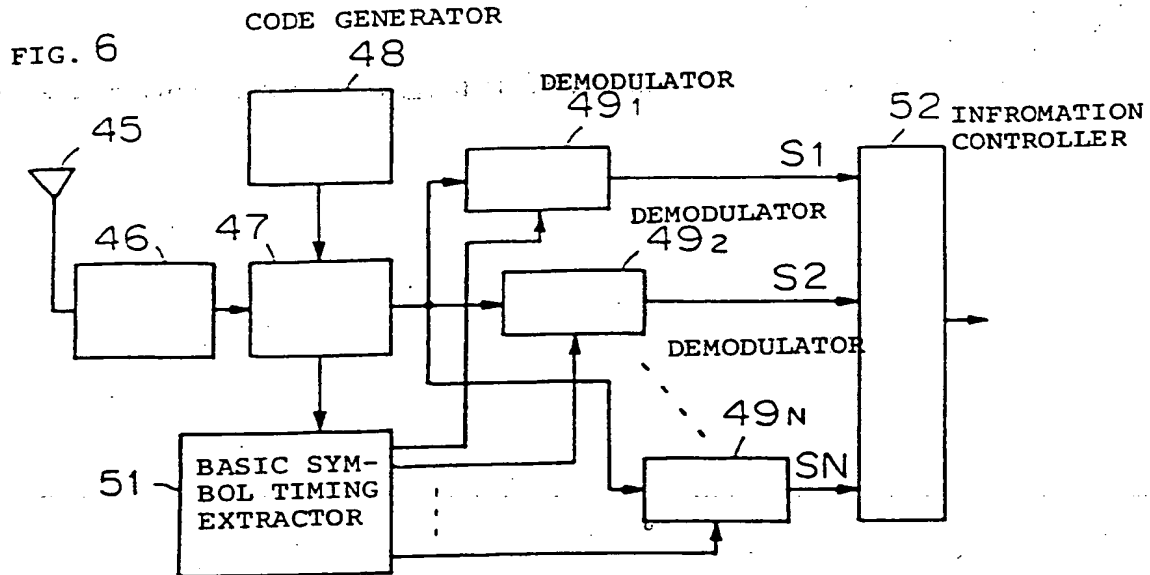 CODE GENERATOR
FIG. 6
48
DEMODULATOR
49₁
52
INFROMATION
CONTROLLER
45
S1
46
47
DEMODULATOR
49₂
S2
DEMODULATOR
49N
51
BASIC SYM-
BOL TIMING
EXTRACTOR
SN